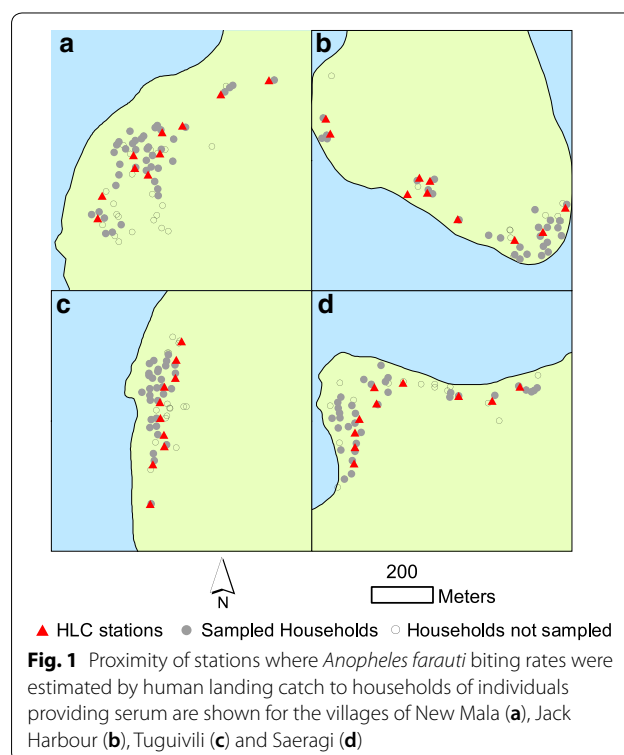 a
b
c
d
N
200
Meters
HLC stations
Sampled Households
Households not sampled
Fig. 1 Proximity of stations where Anopheles farauti biting rates were
estimated by human landing catch to households of individuals
providing serum are shown for the villages of New Mala (a), Jack
Harbour (b), Tuguivili (c) and Saeragi (d)